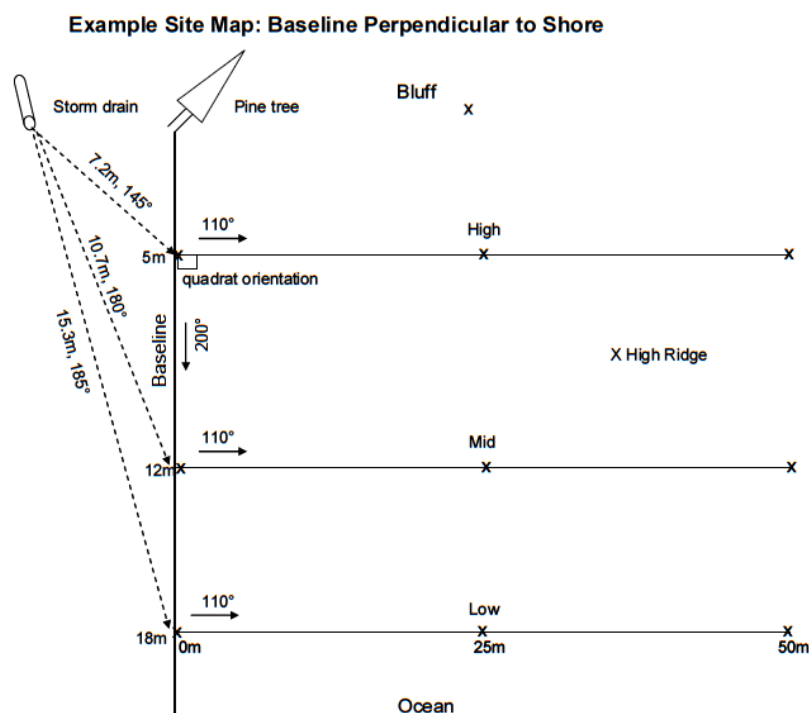 Example Site Map: Baseline Perpendicular to Shore
Storm drain
Pine tree
Bluff
x
7.2m, 145°
110°
High
5m
x
x
x
quadrat orientation
10.7m, 180°
15.3m, 185°
Baseline
200°
X High Ridge
110°
Mid
12m
x
x
x
110°
Low
18m
x
x
x
0m
25m
50m
Ocean